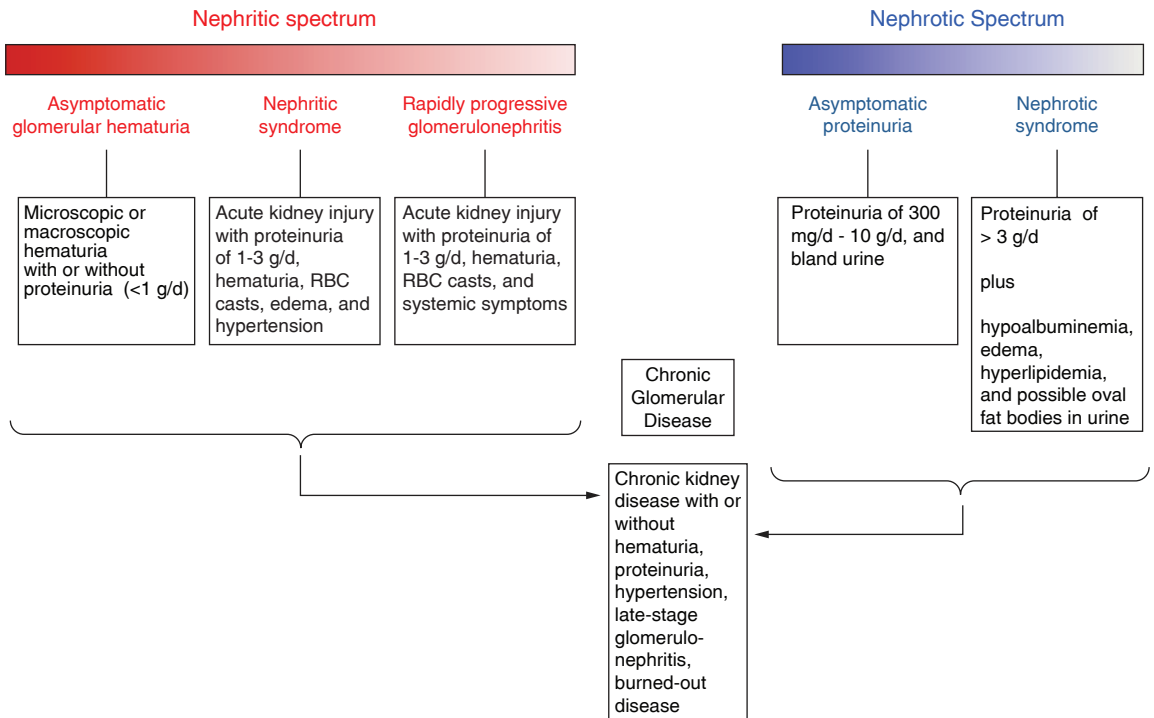 Nephritic spectrum
Nephrotic Spectrum
Asymptomatic
glomerular hematuria
Nephritic
syndrome
Rapidly progressive
glomerulonephritis
Asymptomatic
proteinuria
Nephrotic
syndrome
Microscopic or
macroscopic
hematuria
with or without
proteinuria (<1 g/d)
Acute kidney injury
with proteinuria
of 1-3 g/d,
hematuria, RBC
casts, edema, and
hypertension
Acute kidney injury
with proteinuria of
1-3 g/d, hematuria,
RBC casts, and
systemic symptoms
Proteinuria of 300
mg/d - 10 g/d, and
bland urine
Proteinuria of
> 3 g/d
plus
hypoalbuminemia,
edema,
hyperlipidemia,
and possible oval
fat bodies in urine
Chronic
Glomerular
Disease
Chronic kidney
disease with or
without
hematuria,
proteinuria,
hypertension,
late-stage
glomerulo-
nephritis,
burned-out
disease